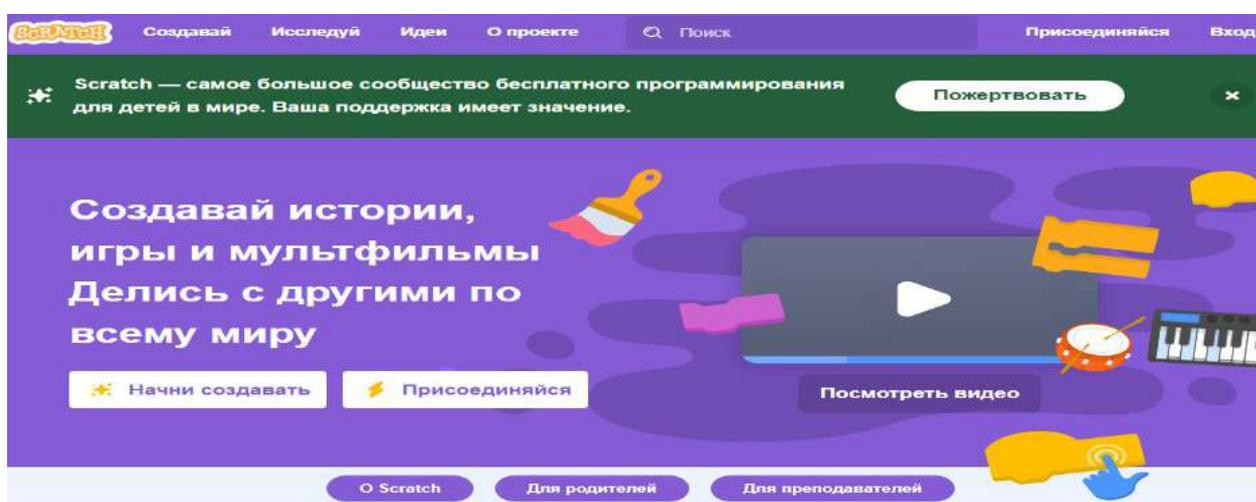 SCRATCH Создавай Исследуй Идеи О проекте Поиск Присоединяйся Вход
Scratch — самое большое сообщество бесплатного программирования
для детей в мире. Ваша поддержка имеет значение.
Пожертвовать
Создавай истории,
игры и мультфильмы
Делись с другими по
всему миру
Начни создавать Присоединяйся
Посмотреть видео
О Scratch Для родителей Для преподавателей